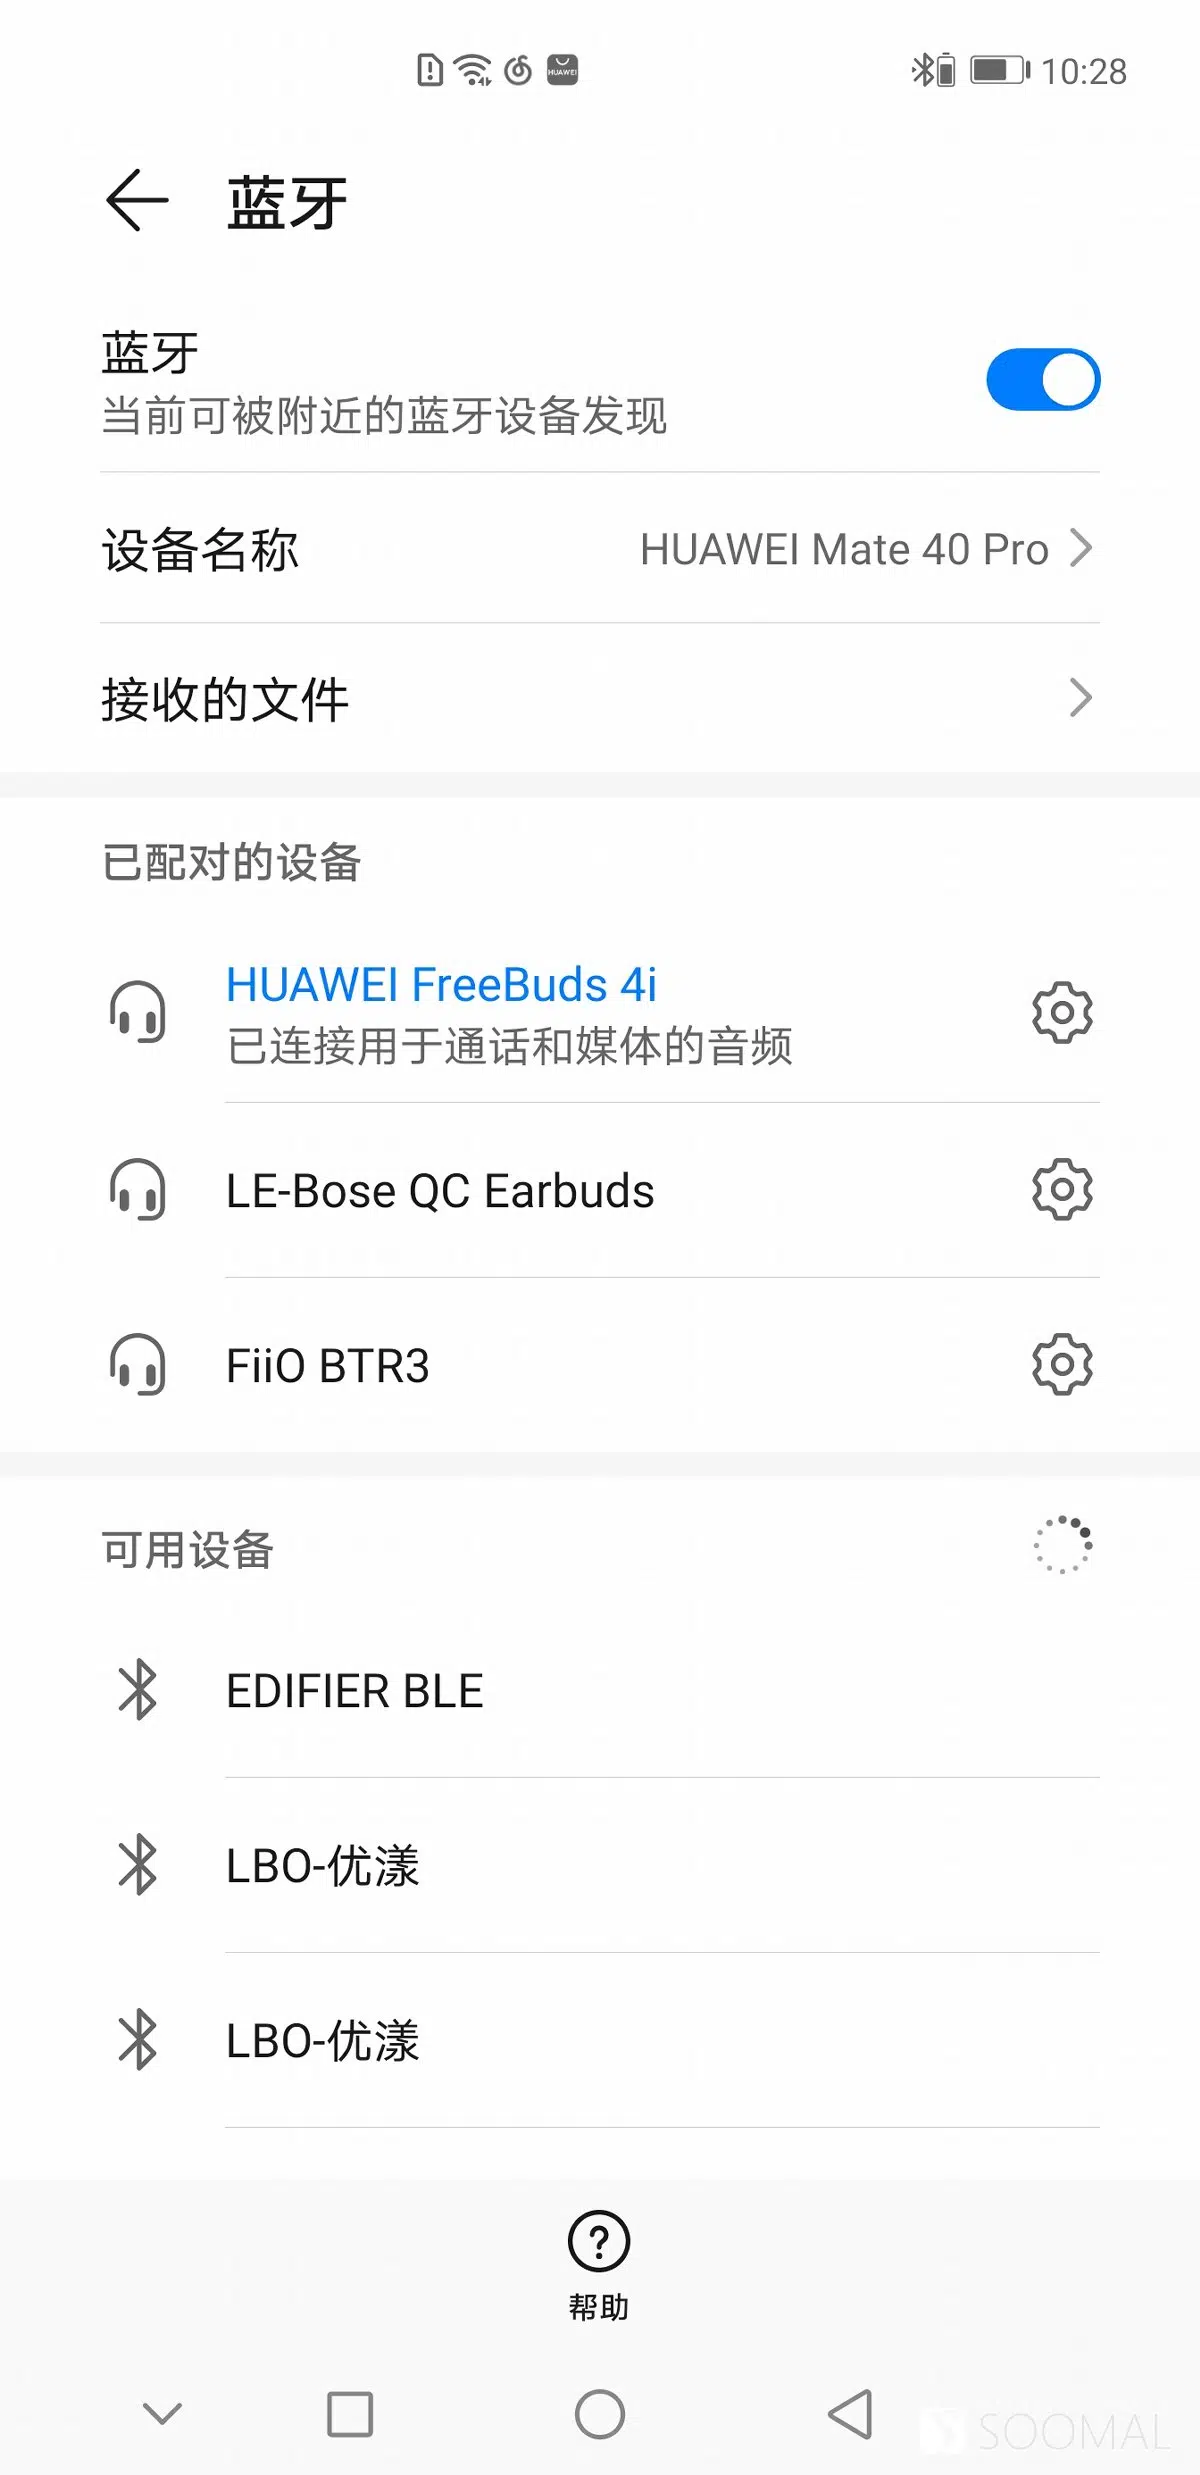 HUAWEI
10:28
蓝牙
蓝牙
当前可被附近的蓝牙设备发现
设备名称
HUAWEI Mate 40 Pro
接收的文件
已配对的设备
HUAWEI FreeBuds 4i
已连接用于通话和媒体的音频
LE-Bose QC Earbuds
FiiO BTR3
可用设备
EDIFIER BLE
LBO-优漾
LBO-优漾
帮助
SOOMAL